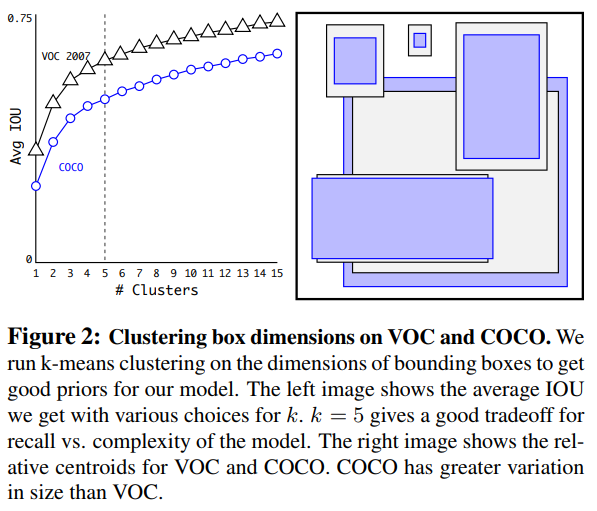 0.75
VOC 2007
COCO
Avg IOU
0
1 2 3 4 5 6 7 8 9 10 11 12 13 14 15
# Clusters
Figure 2: Clustering box dimensions on VOC and COCO. We
run k-means clustering on the dimensions of bounding boxes to get
good priors for our model. The left image shows the average IOU
we get with various choices for k. k = 5 gives a good tradeoff for
recall vs. complexity of the model. The right image shows the rel-
ative centroids for VOC and COCO. COCO has greater variation
in size than VOC.